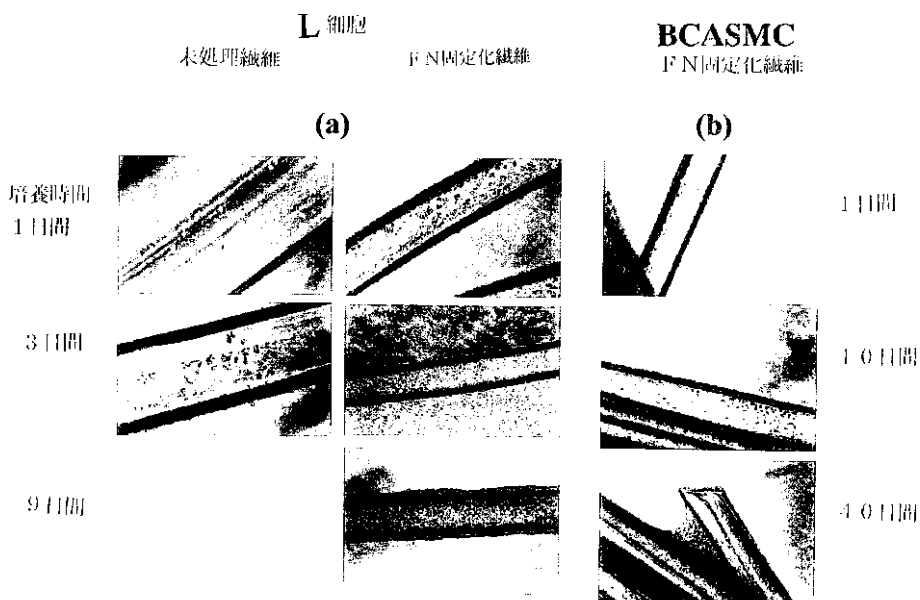 L 細胞
未処理繊維
ＦＮ固定化繊維
BCASMC
ＦＮ固定化繊維
(a)
(b)
培養時間
1日間
3日間
9日間
1日間
10日間
40日間